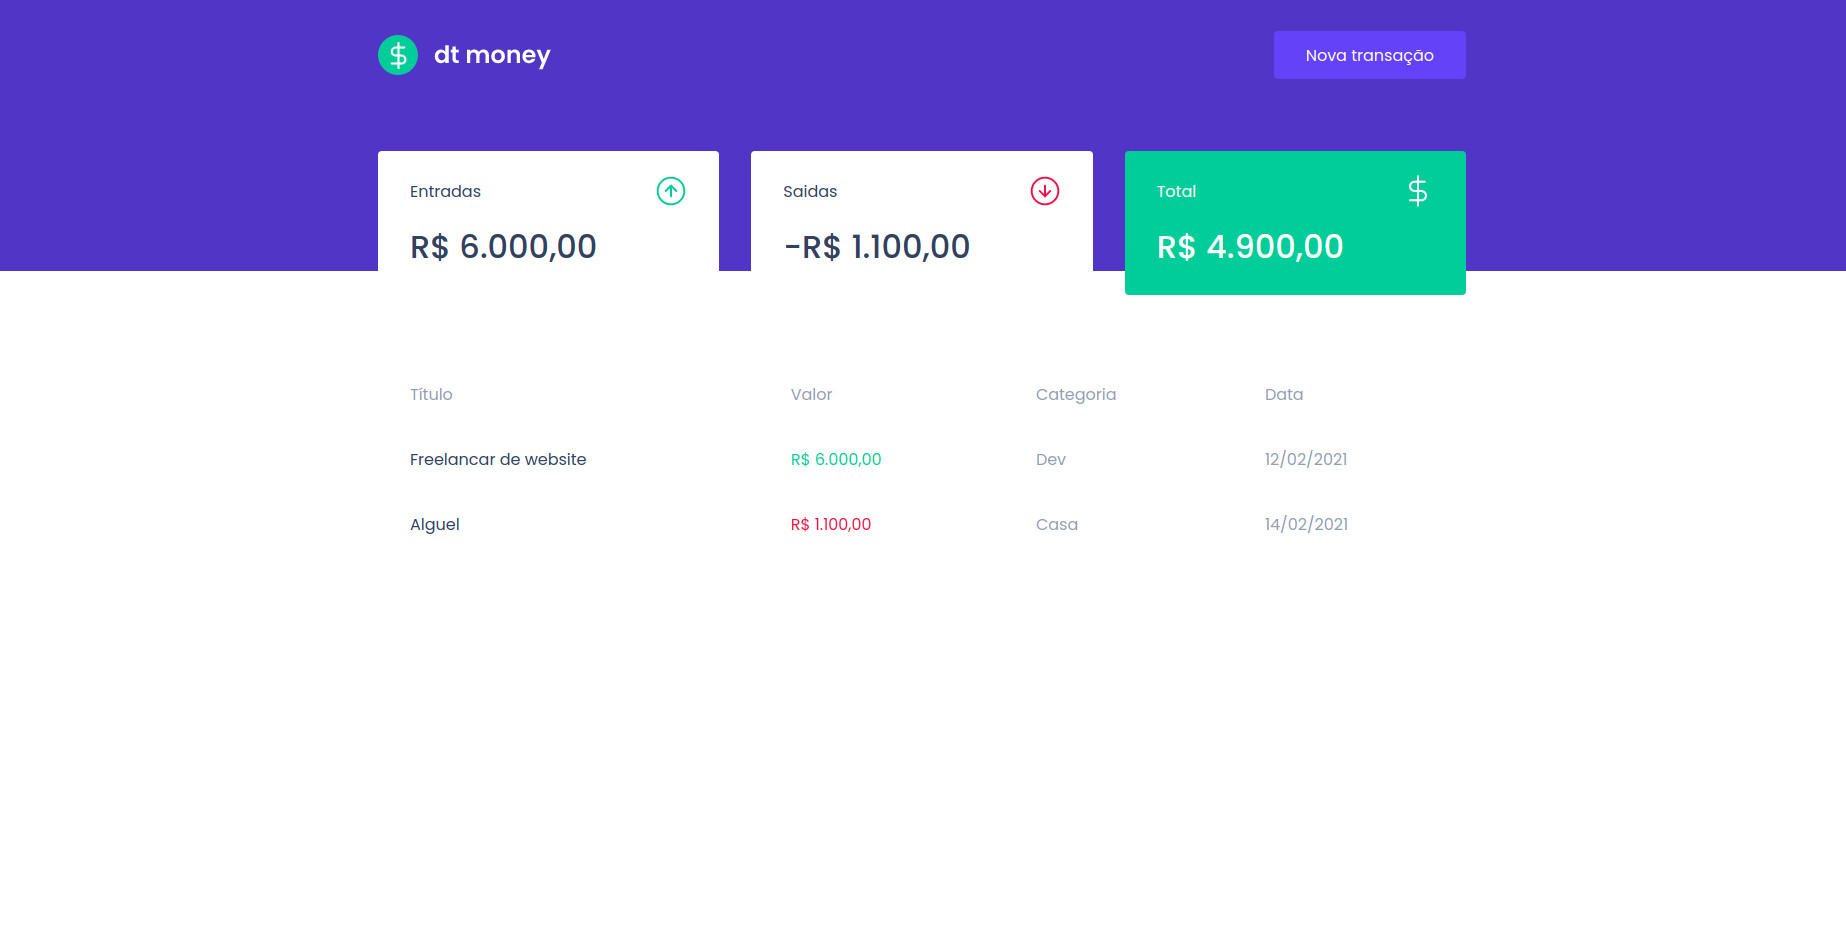 dt money
Nova transação
Entradas
R$ 6.000,00
Saidas
-R$ 1.100,00
Total
R$ 4.900,00
Título Valor Categoria Data
Freelancar de website R$ 6.000,00 Dev 12/02/2021
Alguel R$ 1.100,00 Casa 14/02/2021